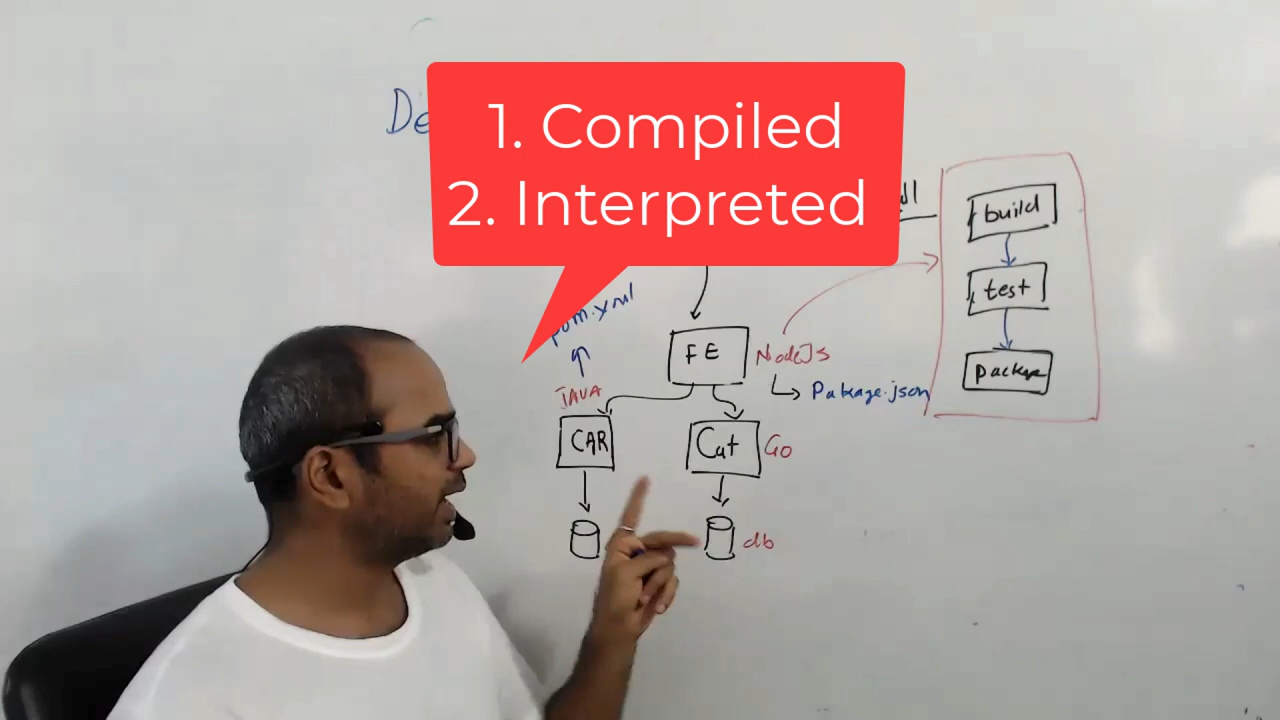 De
1. Compiled
2. Interpreted
build
test
package
pom.yml
FE
NodeJs
Package.json
JAVA
CAR
Cat
Go
db